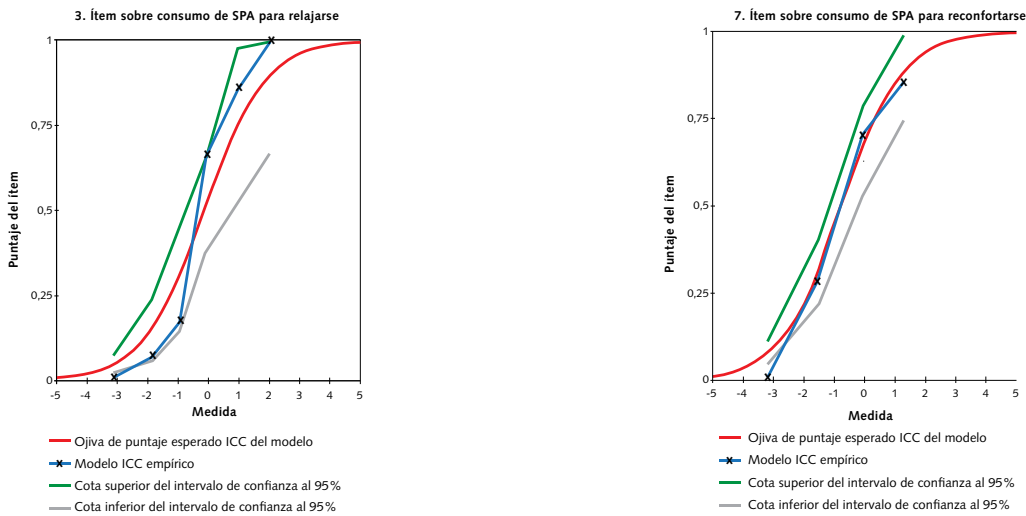 3. Ítem sobre consumo de SPA para relajarse
1
0,75
0,5
0,25
0
Puntaje del ítem
-5 -4 -3 -2 -1 0 1 2 3 4 5
Medida
Ojiva de puntaje esperado ICC del modelo
Modelo ICC empírico
Cota superior del intervalo de confianza al 95%
Cota inferior del intervalo de confianza al 95%
7. Ítem sobre consumo de SPA para reconfortarse
1
0,75
0,5
0,25
0
Puntaje del ítem
-5 -4 -3 -2 -1 0 1 2 3 4 5
Medida
Ojiva de puntaje esperado ICC del modelo
Modelo ICC empírico
Cota superior del intervalo de confianza al 95%
Cota inferior del intervalo de confianza al 95%